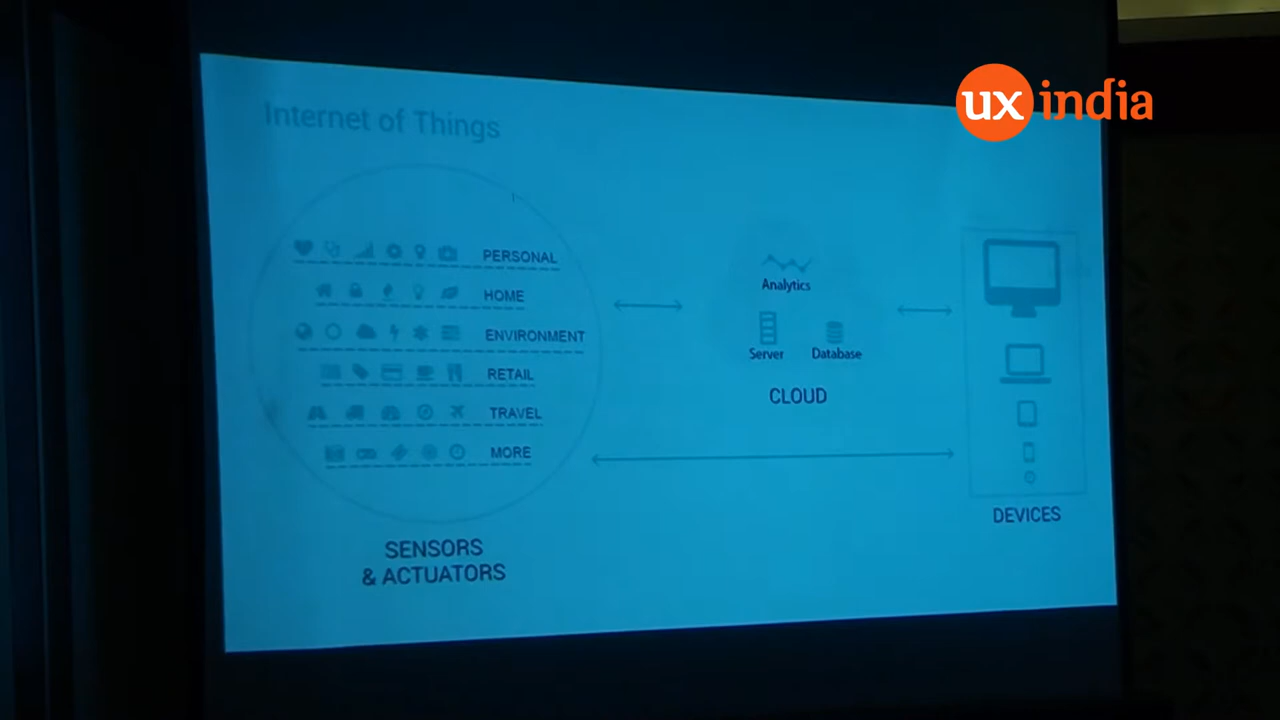 ux india
Internet of Things
PERSONAL
HOME
ENVIRONMENT
RETAIL
TRAVEL
MORE
SENSORS
& ACTUATORS
Analytics
Server
Database
CLOUD
DEVICES